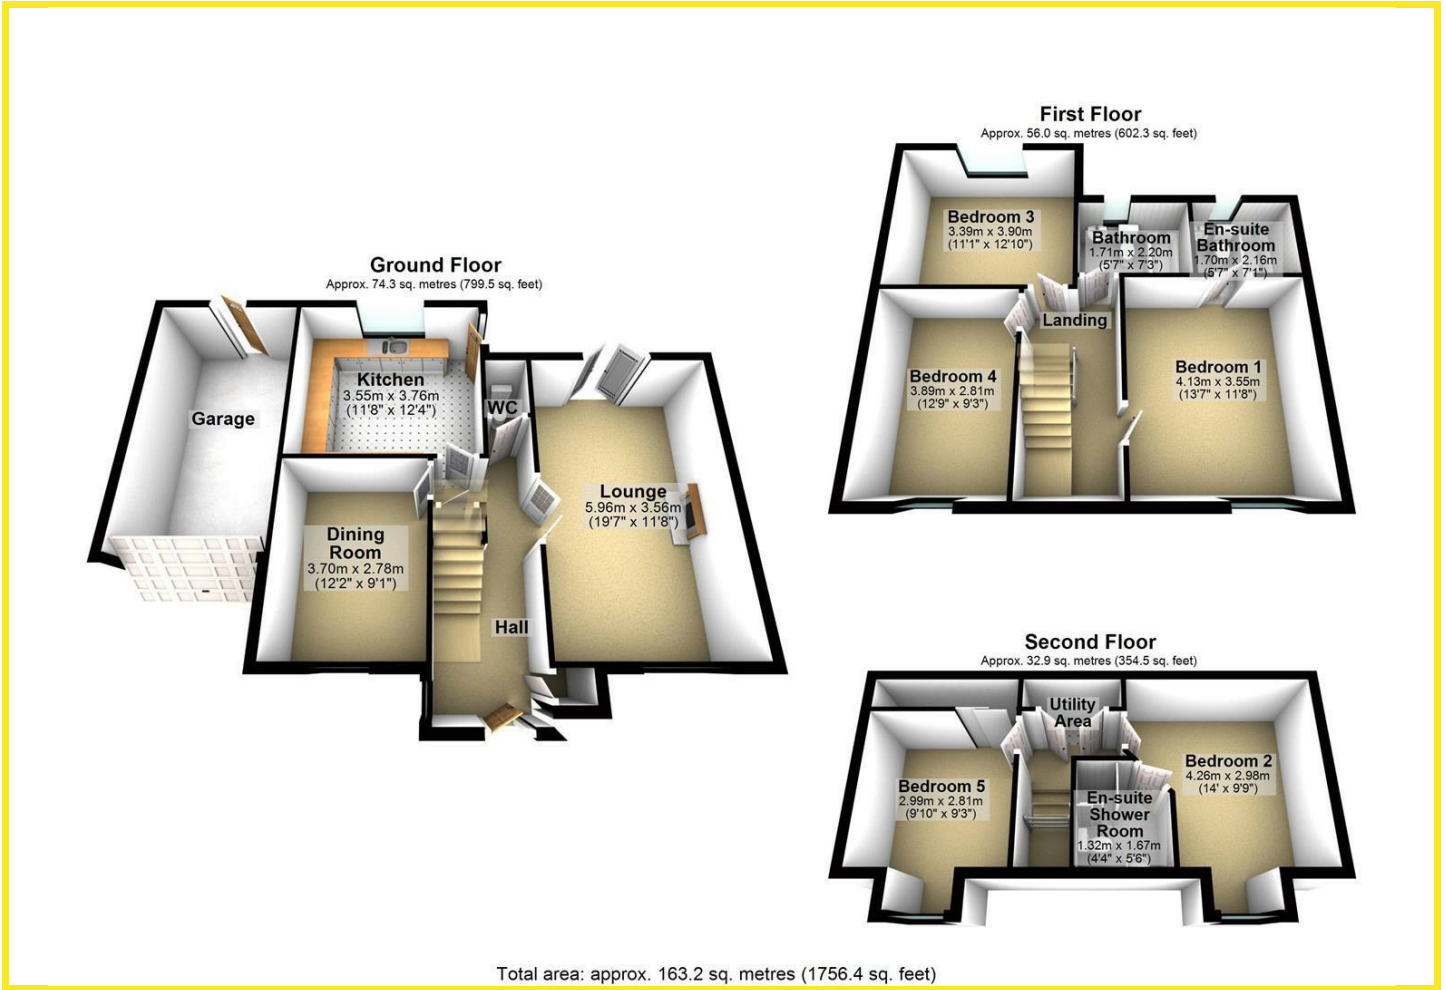 Ground Floor
Approx. 74.3 sq. metres (799.5 sq. feet)
Garage
Kitchen
3.55m x 3.76m
(11'8" x 12'4")
WC
Lounge
5.96m x 3.56m
(19'7" x 11'8")
Dining
Room
3.70m x 2.78m
(12'2" x 9'1")
Hall
First Floor
Approx. 56.0 sq. metres (602.3 sq. feet)
Bedroom 3
3.39m x 3.90m
(11'1" x 12'10")
Bathroom
1.71m x 2.20m
(5'7" x 7'3")
En-suite
Bathroom
1.70m x 2.16m
(5'7" x 7'1")
Landing
Bedroom 4
3.89m x 2.81m
(12'9" x 9'3")
Bedroom 1
4.13m x 3.55m
(13'7" x 11'8")
Second Floor
Approx. 32.9 sq. metres (354.5 sq. feet)
Utility
Area
Bedroom 2
4.26m x 2.98m
(14' x 9'9")
Bedroom 5
2.99m x 2.81m
(9'10" x 9'3")
En-suite
Shower
Room
1.32m x 1.67m
(4'4" x 5'6")
Total area: approx. 163.2 sq. metres (1756.4 sq. feet)